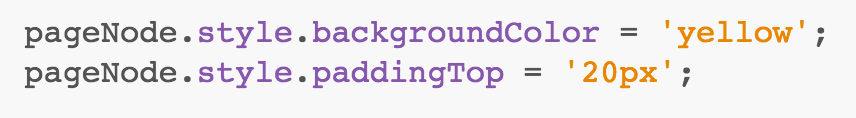 pageNode.style.backgroundColor = 'yellow';
pageNode.style.paddingTop = '20px';